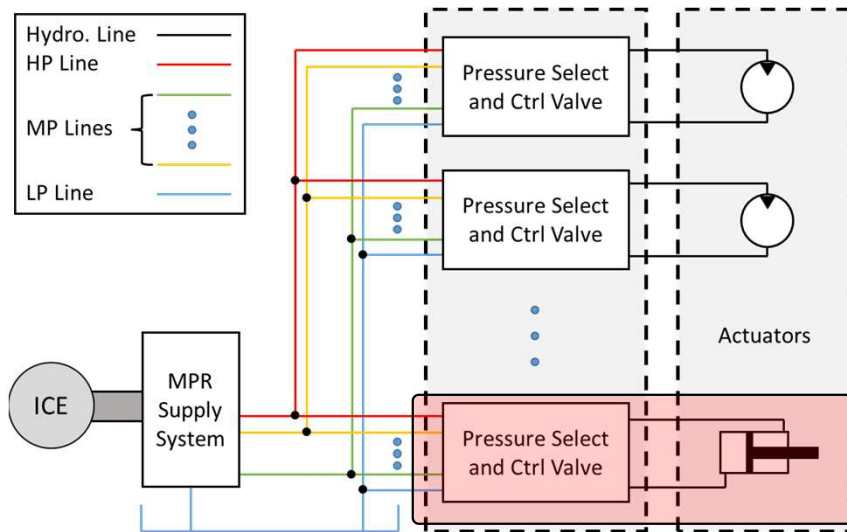 Hydro. Line
HP Line
MP Lines
LP Line
Pressure Select
and Ctrl Valve
Pressure Select
and Ctrl Valve
Actuators
ICE
MPR
Supply
System
Pressure Select
and Ctrl Valve